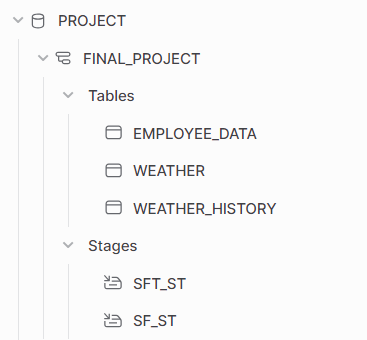 PROJECT
FINAL_PROJECT
Tables
EMPLOYEE_DATA
WEATHER
WEATHER_HISTORY
Stages
SFT_ST
SF_ST